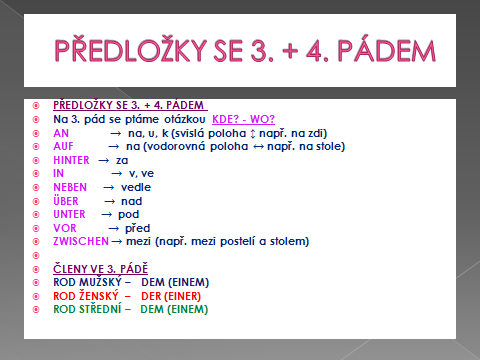 PŘEDLOŽKY SE 3. + 4. PÁDEM
PŘEDLOŽKY SE 3. + 4. PÁDEM
Na 3. pád se ptáme otázkou KDE? - WO?
AN → na, u, k (svislá poloha ↕ např. na zdi)
AUF → na (vodorovná poloha ↔ např. na stole)
HINTER → za
IN → v, ve
NEBEN → vedle
ÜBER → nad
UNTER → pod
VOR → před
ZWISCHEN → mezi (např. mezi postelí a stolem)
ČLENY VE 3. PÁDĚ
ROD MUŽSKÝ – DEM (EINEM)
ROD ŽENSKÝ – DER (EINER)
ROD STŘEDNÍ – DEM (EINEM)